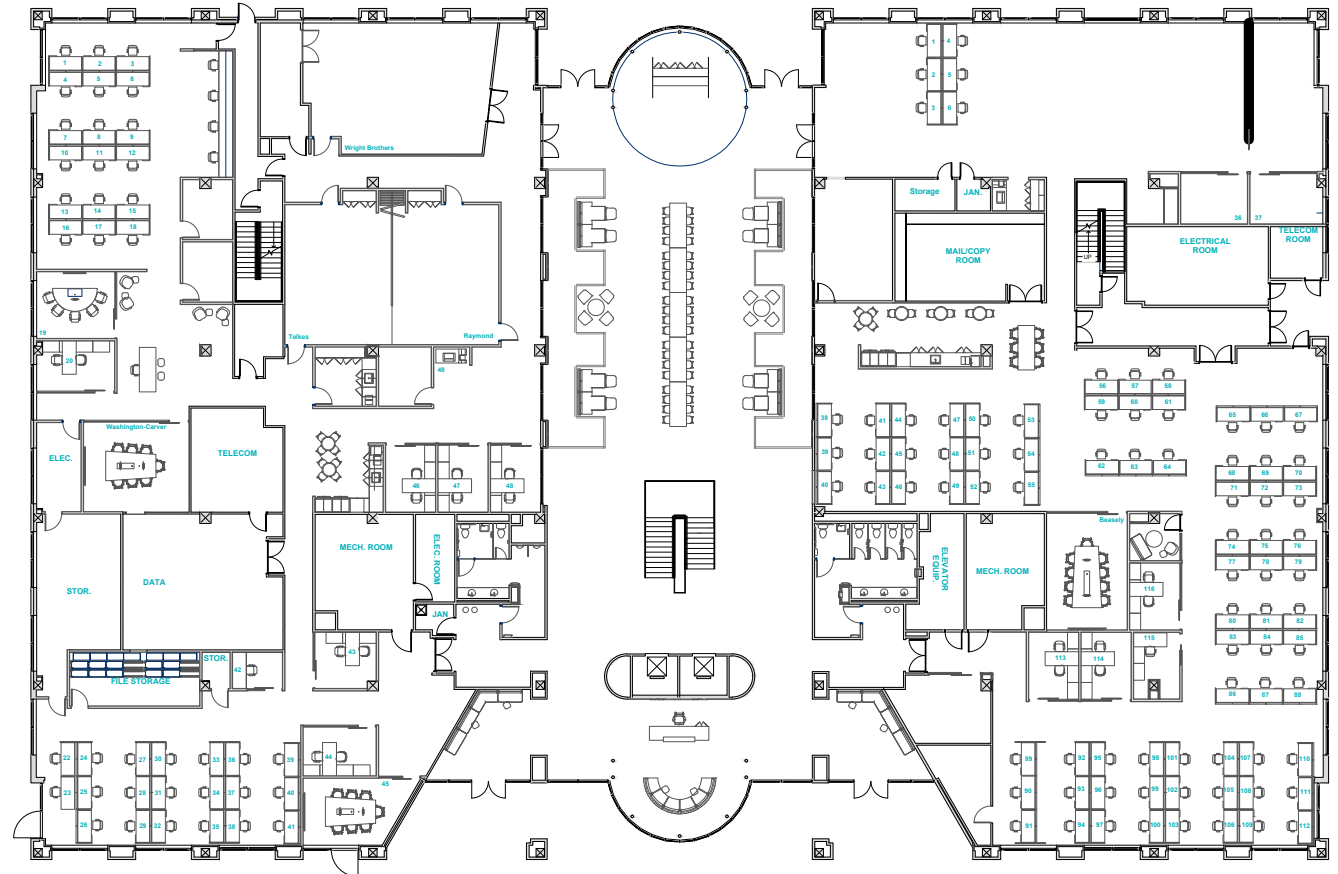 1 2 3
4 5 6
7 8 9
10 11 12
13 14 15
16 17 18
19
20
Wright Brothers
Telkes
Raymond
49
Washington-Carver
ELEC.
TELECOM
46 47 48
STOR.
DATA
MECH. ROOM
ELEC. ROOM
JAN
STOR.
FILE STORAGE
42
43
44
45
22 24 27 30 33 36 39
23 25 28 31 34 37 40
26 29 32 35 38 41
1 4
2 5
3 6
Storage
JAN.
MAIL/COPY
ROOM
UP
36 37
ELECTRICAL
ROOM
TELECOM
ROOM
38 41 44 47 50 53
39 42 45 48 51 54
40 43 46 49 52 55
56 57 58
59 60 61
62 63 64
65 66 67
68 69 70
71 72 73
74 75 76
77 78 79
80 81 82
83 84 85
86 87 88
ELEVATOR
EQUIP.
MECH. ROOM
Beasely
116
115
113 114
89 92 95 98 101 104 107 110
90 93 96 99 102 105 108 111
91 94 97 100 103 106 109 112